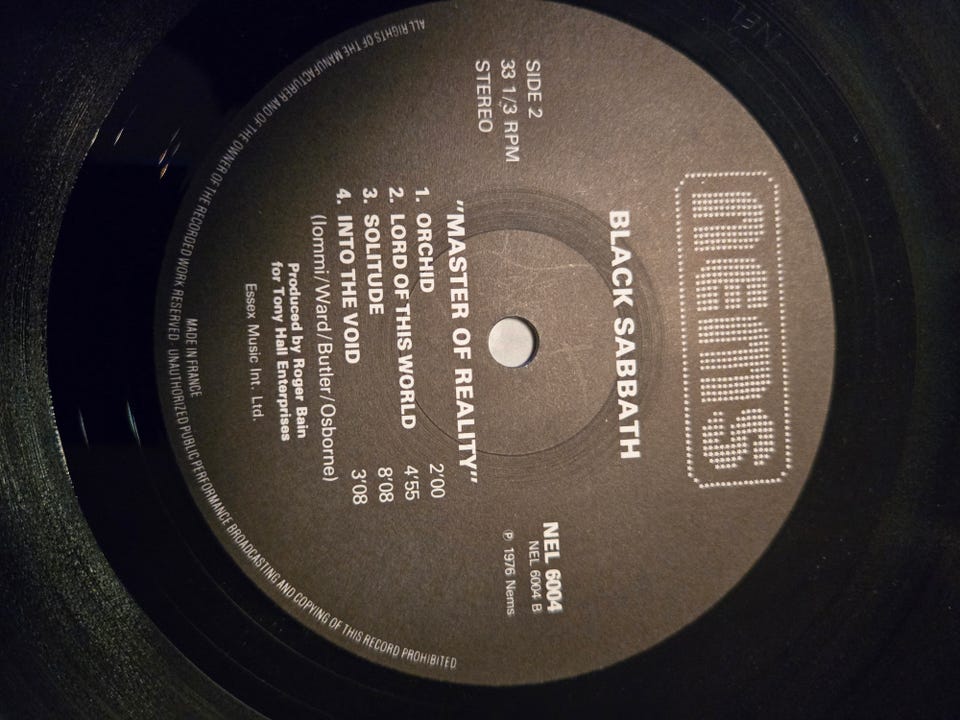 nems
BLACK SABBATH
SIDE 2
33 1/3 RPM
STEREO
NEL 6004
NEL 6004 B
℗ 1976 Nems
"MASTER OF REALITY"
1. ORCHID 2'00
2. LORD OF THIS WORLD 4'55
3. SOLITUDE 8'08
4. INTO THE VOID 3'08
(Iommi/Ward/Butler/Osborne)
Produced by Roger Bain
for Tony Hall Enterprises
Essex Music Int. Ltd.
MADE IN FRANCE
ALL RIGHTS OF THE MANUFACTURER AND OF THE OWNER OF THE RECORDED WORK RESERVED UNAUTHORIZED PUBLIC PERFORMANCE BROADCASTING AND COPYING OF THIS RECORD PROHIBITED
NEL